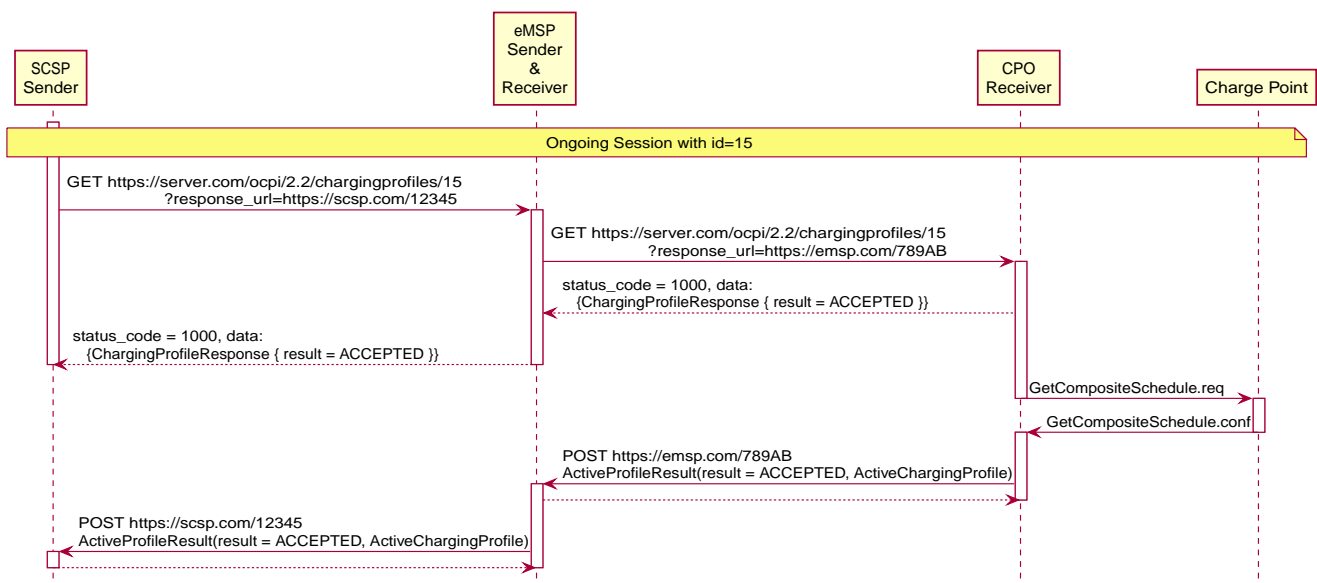 SCSP
Sender
eMSP
Sender
&
Receiver
CPO
Receiver
Charge Point
Ongoing Session with id=15
GET https://server.com/ocpi/2.2/chargingprofiles/15
?response_url=https://scsp.com/12345
GET https://server.com/ocpi/2.2/chargingprofiles/15
?response_url=https://emsp.com/789AB
status_code = 1000, data:
{ChargingProfileResponse { result = ACCEPTED }}
status_code = 1000, data:
{ChargingProfileResponse { result = ACCEPTED }}
GetCompositeSchedule.req
GetCompositeSchedule.conf
POST https://emsp.com/789AB
ActiveProfileResult(result = ACCEPTED, ActiveChargingProfile)
POST https://scsp.com/12345
ActiveProfileResult(result = ACCEPTED, ActiveChargingProfile)